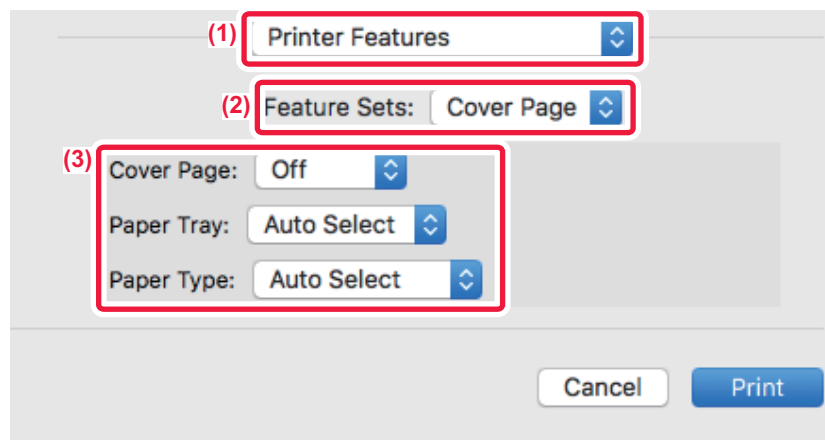 (1) Printer Features
(2) Feature Sets: Cover Page
(3) Cover Page: Off
Paper Tray: Auto Select
Paper Type: Auto Select
Cancel Print